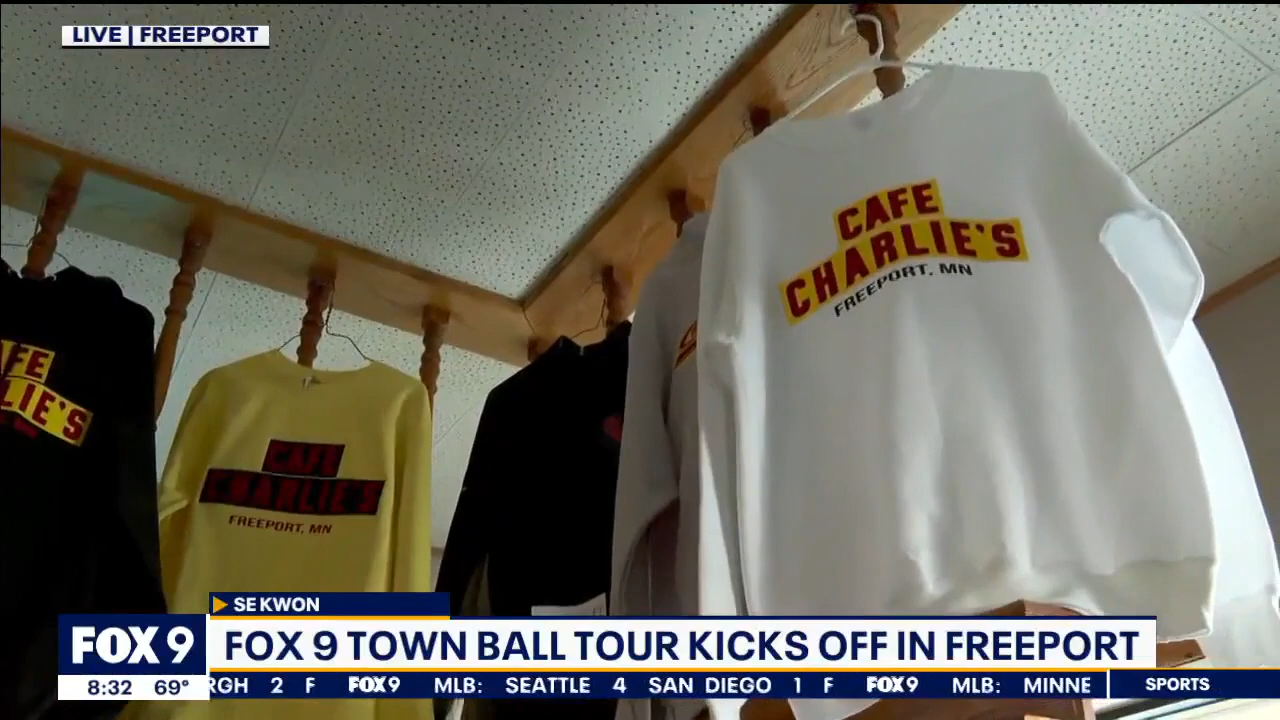 LIVE | FREEPORT
CAFE
CHARLIE'S
FREEPORT, MN
AFE
LIE'S
CAFE
CHARLIE'S
FREEPORT, MN
SE KWON
FOX 9
FOX 9 TOWN BALL TOUR KICKS OFF IN FREEPORT
8:32 69°
RGH 2 F FOX9 MLB: SEATTLE 4 SAN DIEGO 1 F FOX9 MLB: MINNE
SPORTS